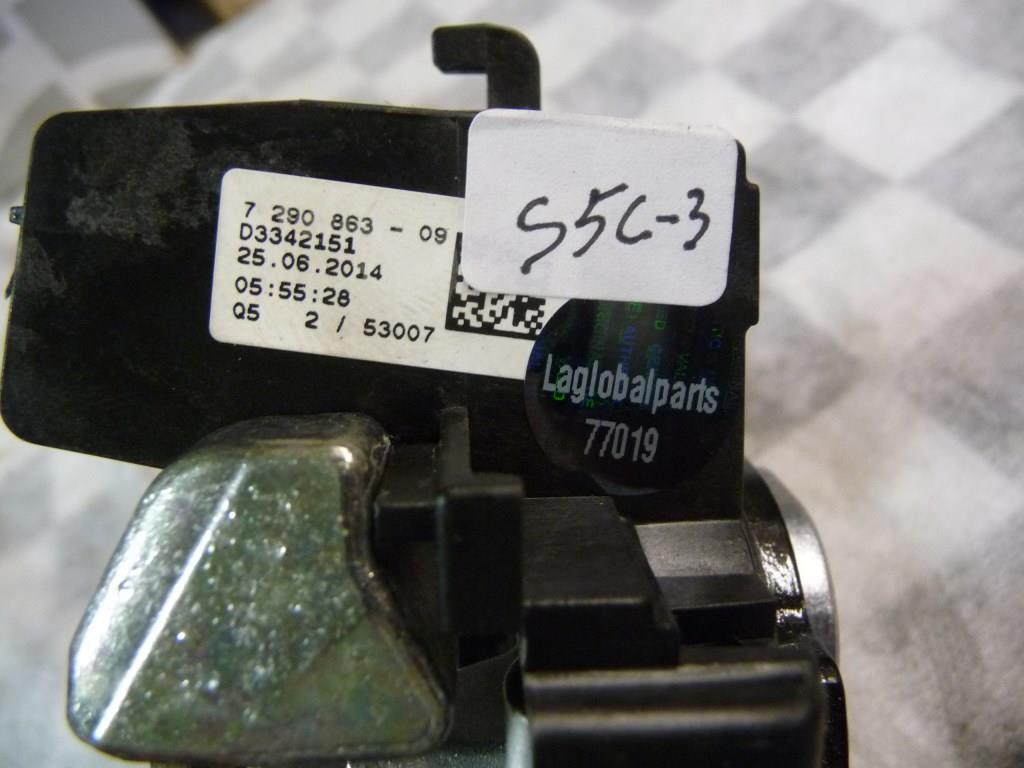 7 290 863 - 09
D3342151
25.06.2014
05:55:28
Q5 2 / 53007
S5C-3
Laglobalparts
77019